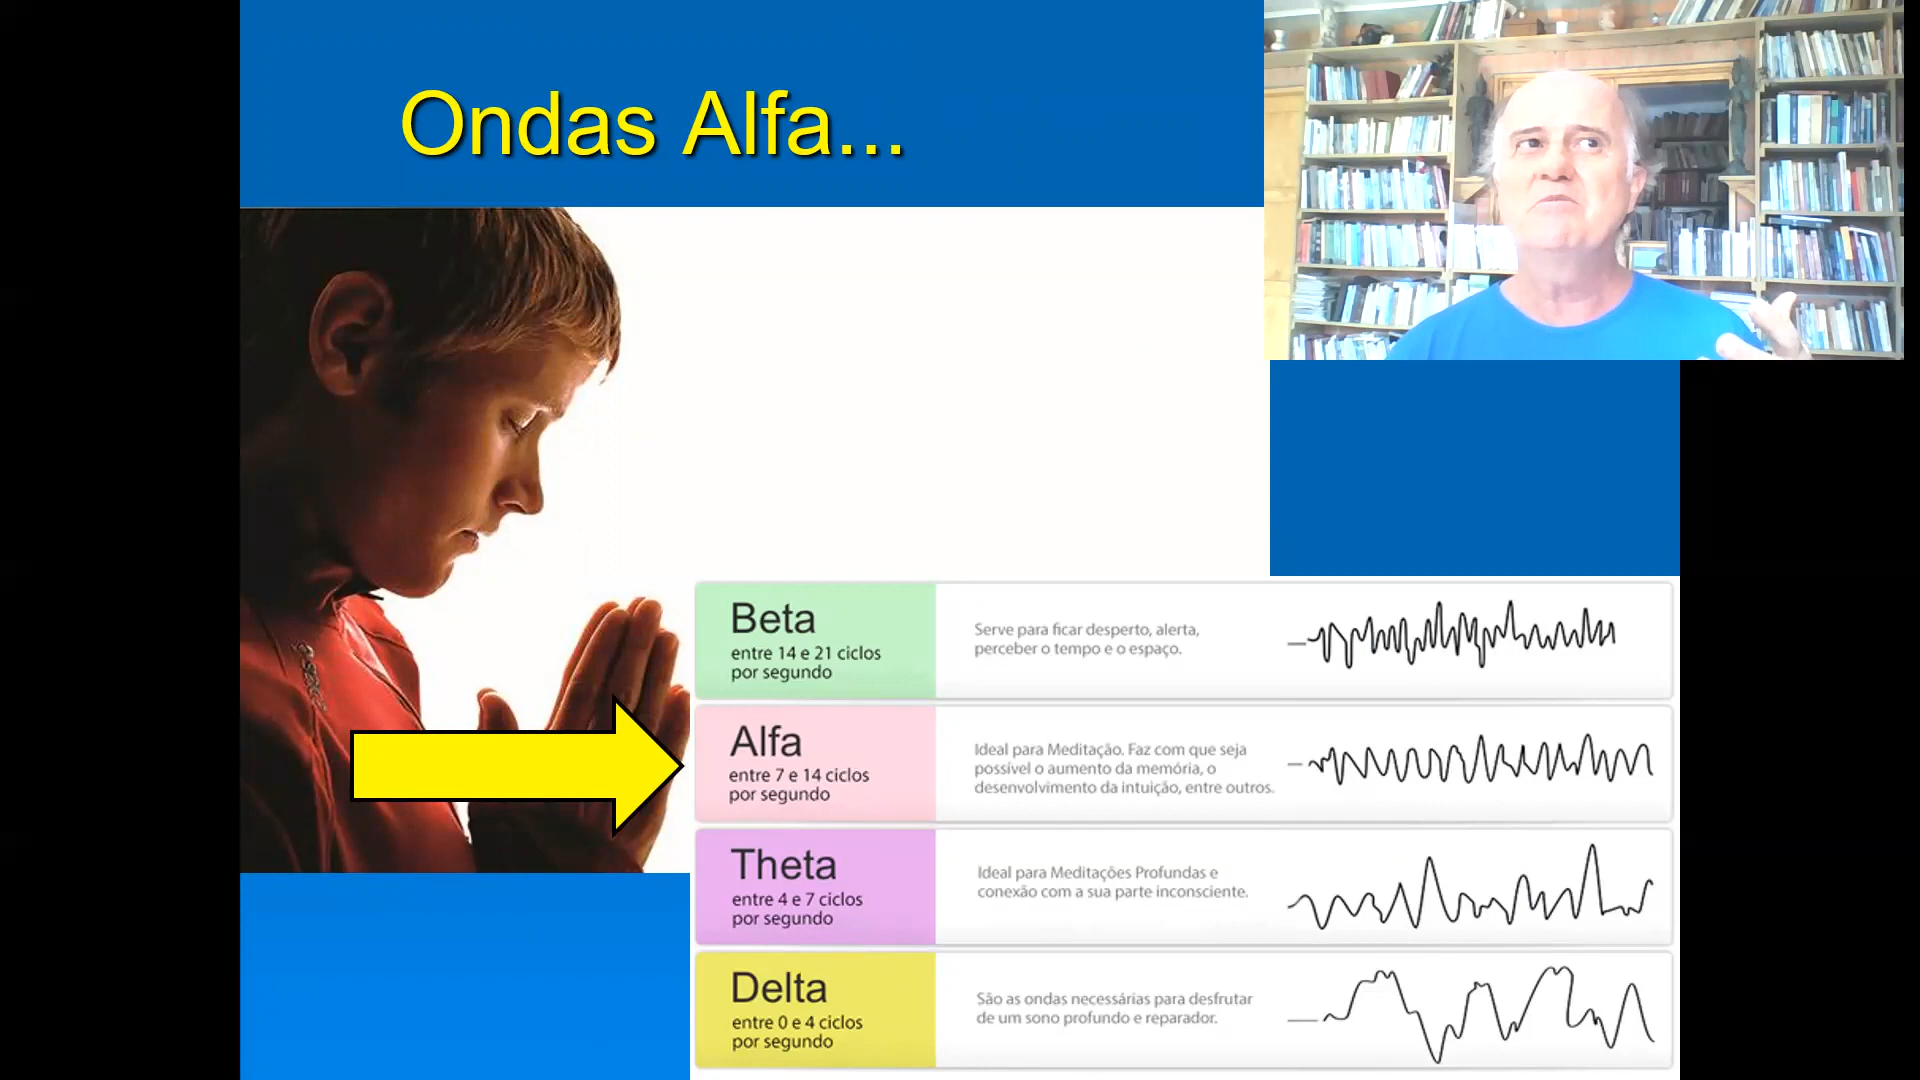 Ondas Alfa...
Beta
entre 14 e 21 ciclos
por segundo
Serve para ficar desperto, alerta,
perceber o tempo e o espaço.
Alfa
entre 7 e 14 ciclos
por segundo
Ideal para Meditação. Faz com que seja
possível o aumento da memória, o
desenvolvimento da intuição, entre outros.
Theta
entre 4 e 7 ciclos
por segundo
Ideal para Meditações Profundas e
conexão com a sua parte inconsciente.
Delta
entre 0 e 4 ciclos
por segundo
São as ondas necessárias para desfrutar
de um sono profundo e reparador.